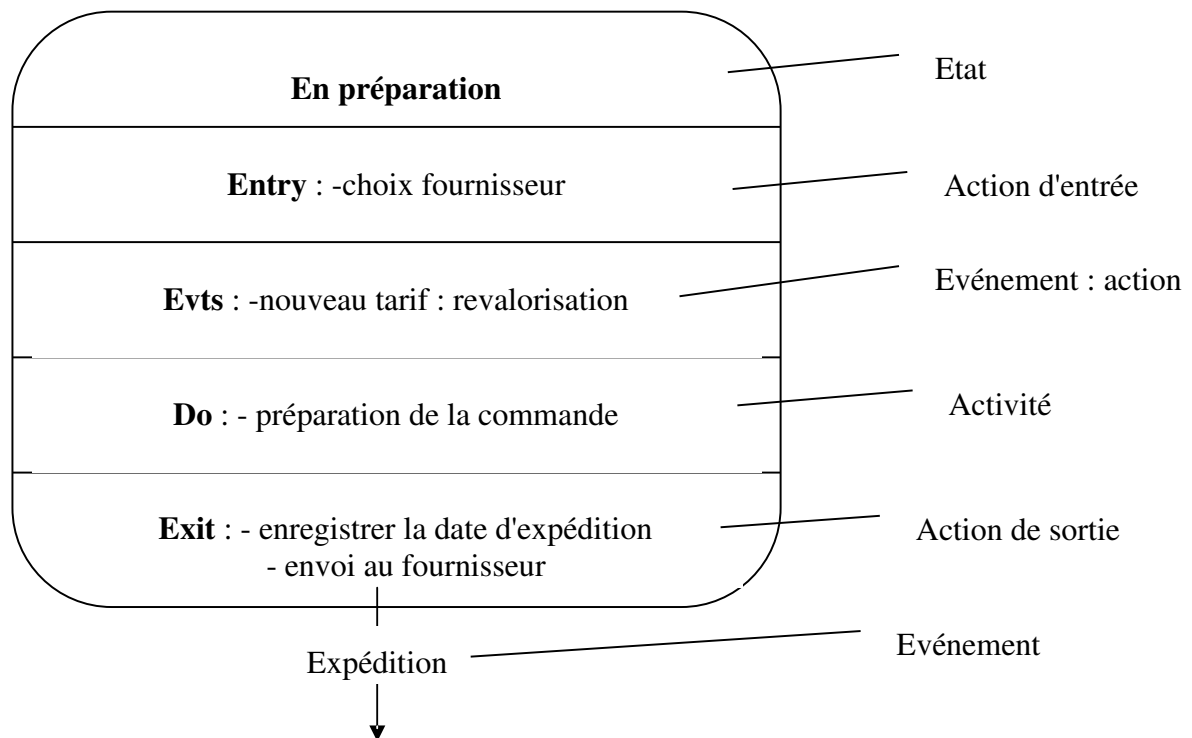 En préparation
Etat
Entry : -choix fournisseur
Action d'entrée
Evts : -nouveau tarif : revalorisation
Evénement : action
Do : - préparation de la commande
Activité
Exit : - enregistrer la date d'expédition
- envoi au fournisseur
Action de sortie
Expédition
Evénement